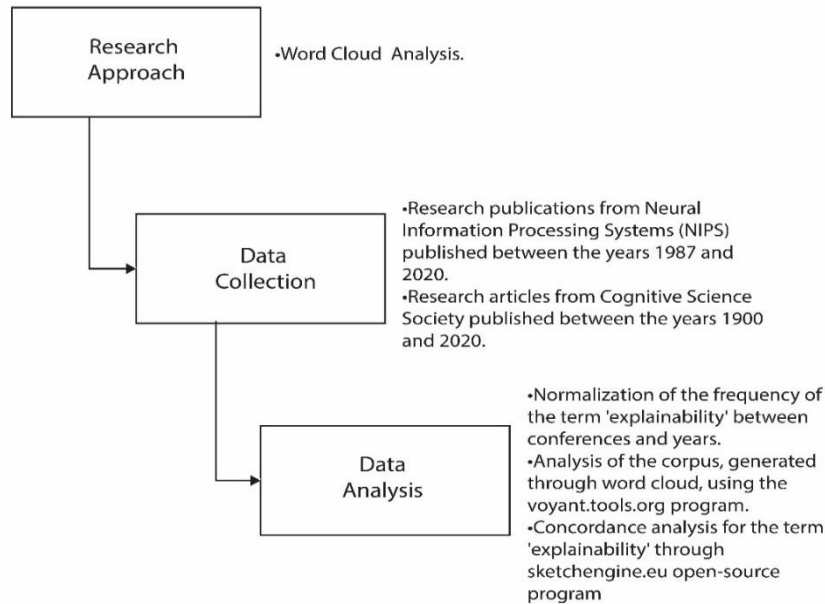 Research
Approach
•Word Cloud Analysis.
Data
Collection
•Research publications from Neural
Information Processing Systems (NIPS)
published between the years 1987 and
2020.
•Research articles from Cognitive Science
Society published between the years 1900
and 2020.
Data
Analysis
•Normalization of the frequency of
the term 'explainability' between
conferences and years.
•Analysis of the corpus, generated
through word cloud, using the
voyant.tools.org program.
•Concordance analysis for the term
'explainability' through
sketchengine.eu open-source
program